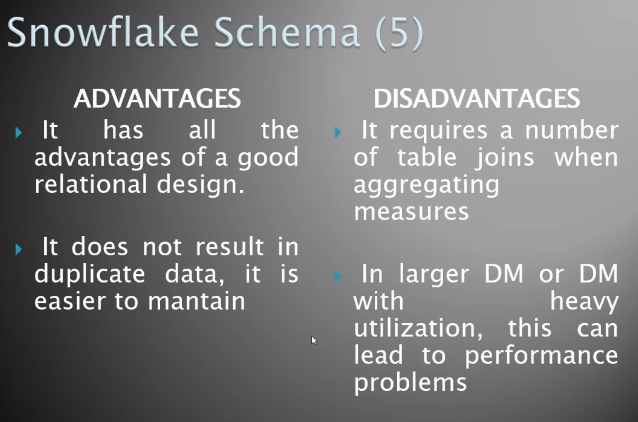 Snowflake Schema (5)
ADVANTAGES
It has all the
advantages of a good
relational design.
It does not result in
duplicate data, it is
easier to mantain
DISADVANTAGES
It requires a number
of table joins when
aggregating
measures
In larger DM or DM
with heavy
utilization, this can
lead to performance
problems